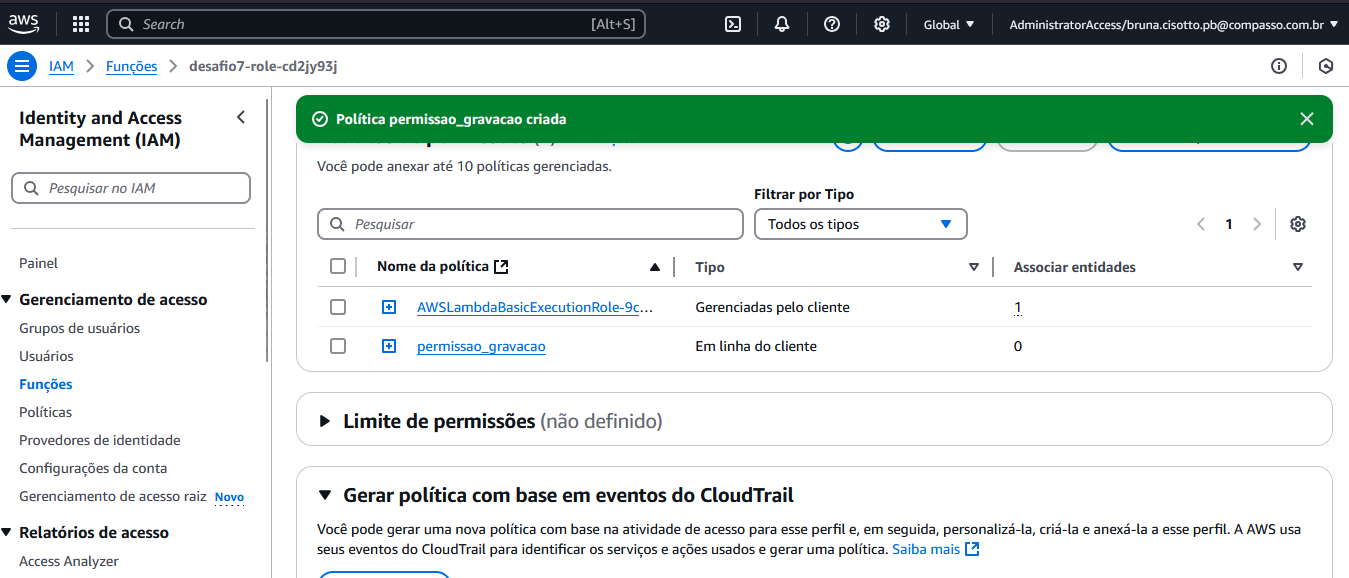 aws
Search [Alt+S] Global AdministratorAccess/bruna.cisotto.pb@compasso.com.br
IAM Funções desafio7-role-cd2jy93j
Identity and Access
Management (IAM)
Pesquisar no IAM
Painel
Gerenciamento de acesso
Grupos de usuários
Usuários
Funções
Políticas
Provedores de identidade
Configurações da conta
Gerenciamento de acesso raiz Novo
Relatórios de acesso
Access Analyzer
Política permissao_gravacao criada
Você pode anexar até 10 políticas gerenciadas.
Filtrar por Tipo
Pesquisar Todos os tipos 1
Nome da política Tipo Associar entidades
AWSLambdaBasicExecutionRole-9c... Gerenciadas pelo cliente 1
permissao_gravacao Em linha do cliente 0
Limite de permissões (não definido)
Gerar política com base em eventos do CloudTrail
Você pode gerar uma nova política com base na atividade de acesso para esse perfil e, em seguida, personalizá-la, criá-la e anexá-la a esse perfil. A AWS usa
seus eventos do CloudTrail para identificar os serviços e ações usados e gerar uma política. Saiba mais